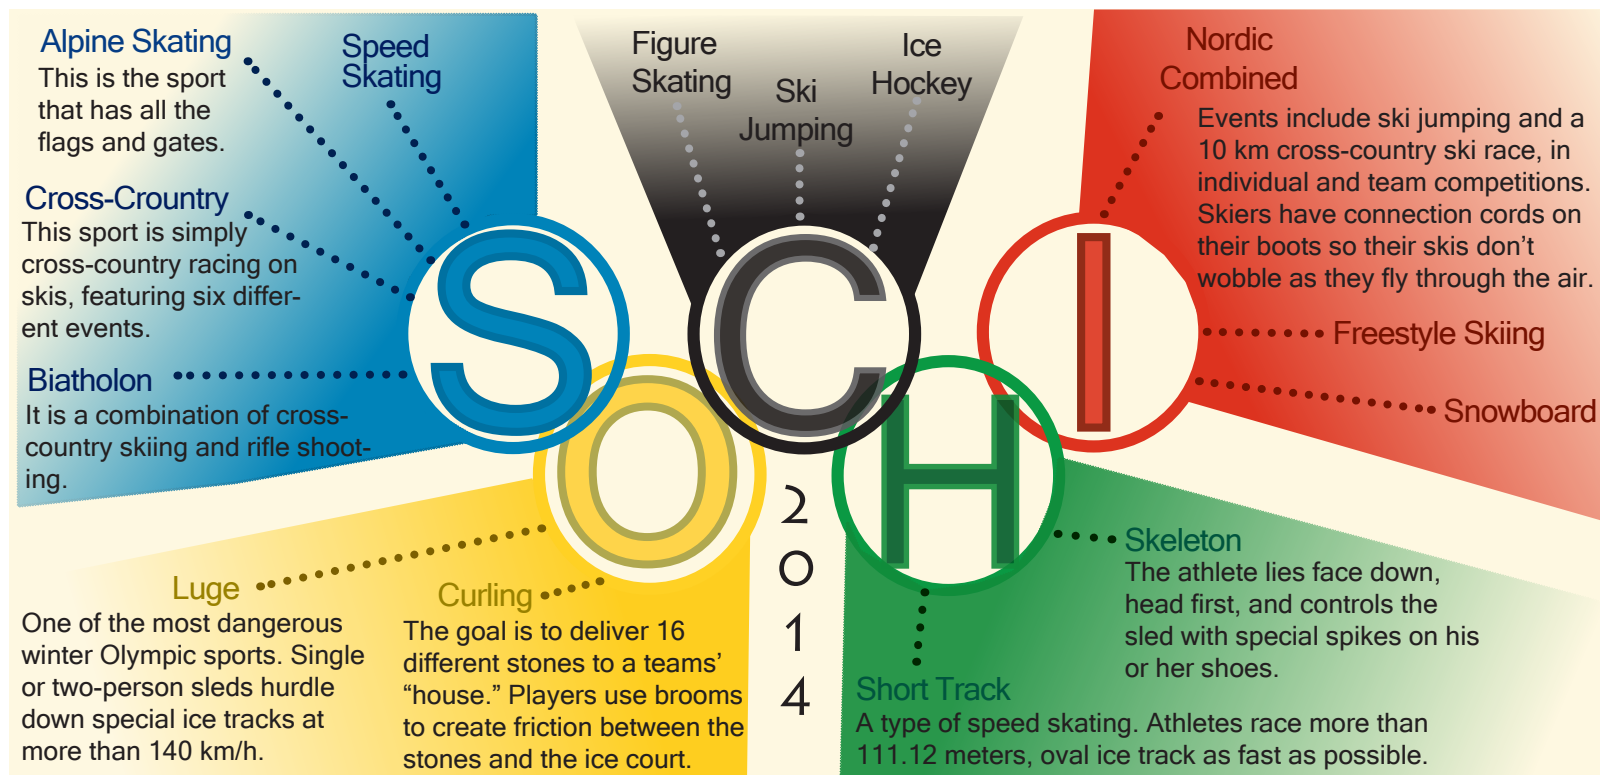 Alpine Skating
This is the sport
that has all the
flags and gates.
Speed
Skating
Cross-Crountry
This sport is simply
cross-country racing on
skis, featuring six differ-
ent events.
Biatholon
It is a combination of cross-
country skiing and rifle shoot-
ing.
Figure
Skating
Ski
Jumping
Ice
Hockey
Nordic
Combined
Events include ski jumping and a
10 km cross-country ski race, in
individual and team competitions.
Skiers have connection cords on
their boots so their skis don’t
wobble as they fly through the air.
Freestyle Skiing
Snowboard
S
O
C
H
I
2
0
1
4
Luge
One of the most dangerous
winter Olympic sports. Single
or two-person sleds hurdle
down special ice tracks at
more than 140 km/h.
Curling
The goal is to deliver 16
different stones to a teams’
“house.” Players use brooms
to create friction between the
stones and the ice court.
Skeleton
The athlete lies face down,
head first, and controls the
sled with special spikes on his
or her shoes.
Short Track
A type of speed skating. Athletes race more than
111.12 meters, oval ice track as fast as possible.